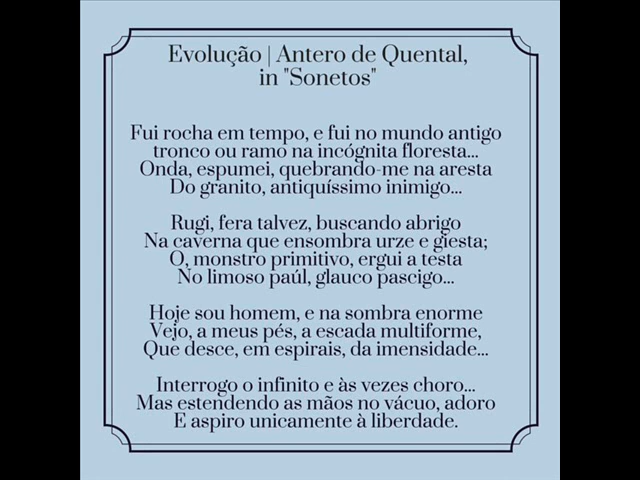 Evolução | Antero de Quental,
in "Sonetos"
Fui rocha em tempo, e fui no mundo antigo
tronco ou ramo na incógnita floresta...
Onda, espumei, quebrando-me na aresta
Do granito, antiquíssimo inimigo...
Rugi, fera talvez, buscando abrigo
Na caverna que ensombra urze e giesta;
O, monstro primitivo, ergui a testa
No limoso paúl, glauco pascigo...
Hoje sou homem, e na sombra enorme
Vejo, a meus pés, a escada multiforme,
Que desce, em espirais, da imensidade...
Interrogo o infinito e às vezes choro...
Mas estendendo as mãos no vácuo, adoro
E aspiro unicamente à liberdade.